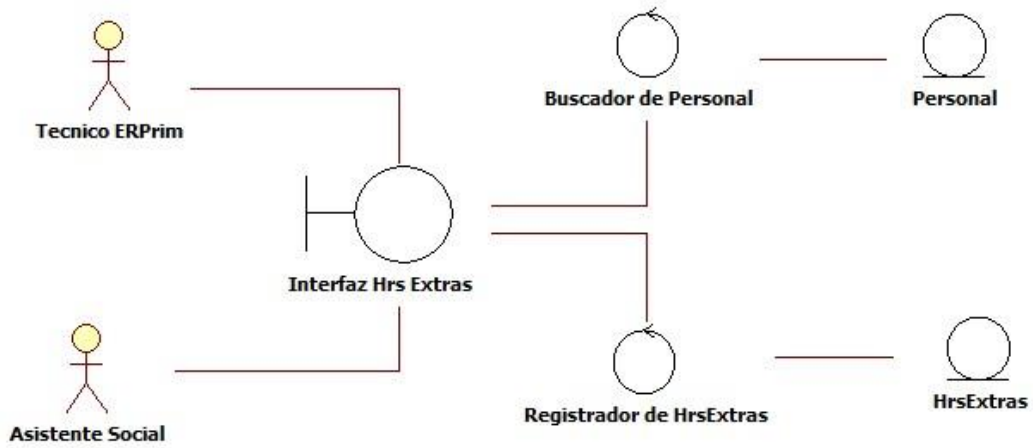 Tecnico ERPrim
Buscador de Personal
Personal
Interfaz Hrs Extras
Asistente Social
Registrador de HrsExtras
HrsExtras